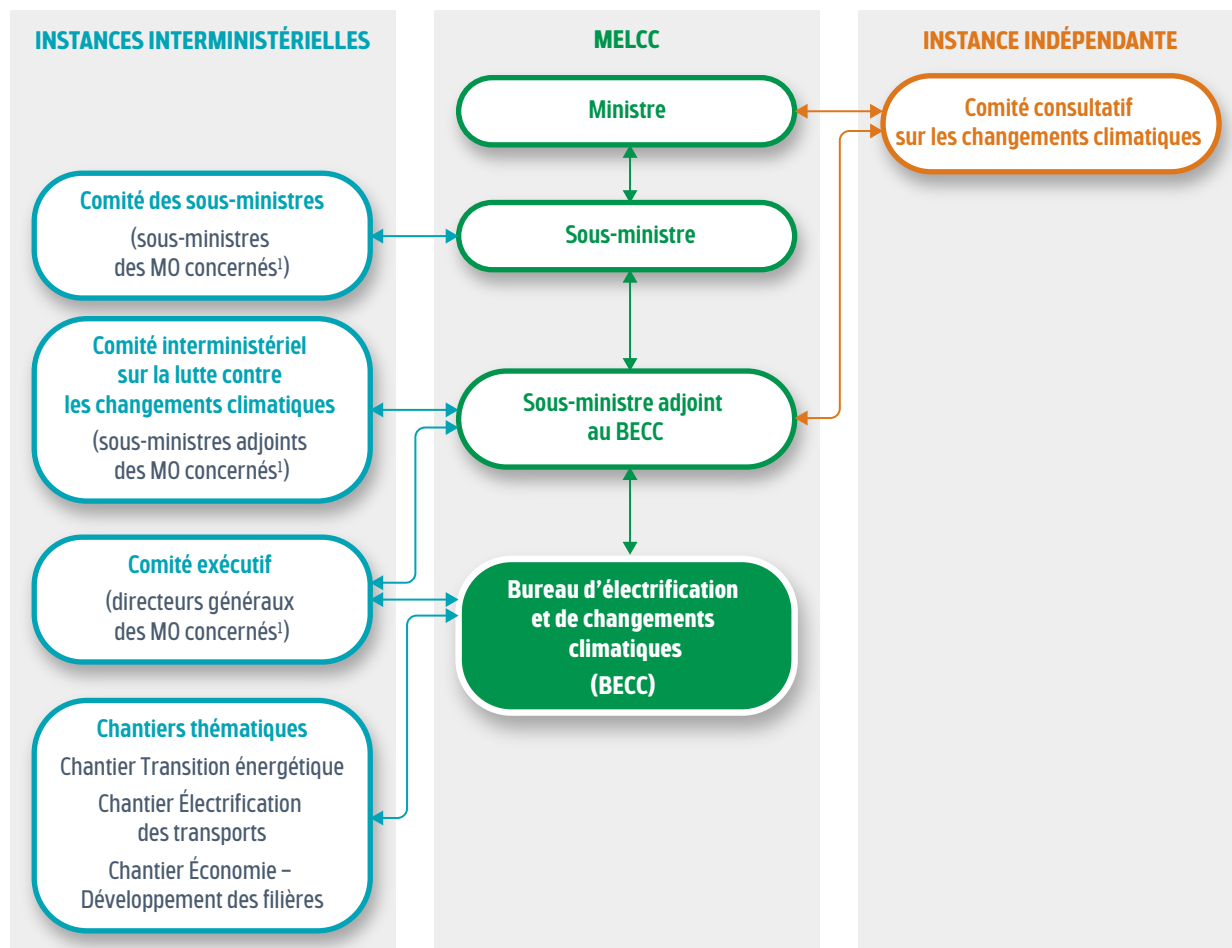 INSTANCES INTERMINISTÉRIELLES
Comité des sous-ministres
(sous-ministres
des MO concernés¹)
Comité interministériel
sur la lutte contre
les changements climatiques
(sous-ministres adjoints
des MO concernés¹)
Comité exécutif
(directeurs généraux
des MO concernés¹)
Chantiers thématiques
Chantier Transition énergétique
Chantier Électrification
des transports
Chantier Économie –
Développement des filières
MELCC
Ministre
Sous-ministre
Sous-ministre adjoint
au BECC
Bureau d'électrification
et de changements
climatiques
(BECC)
INSTANCE INDÉPENDANTE
Comité consultatif
sur les changements climatiques